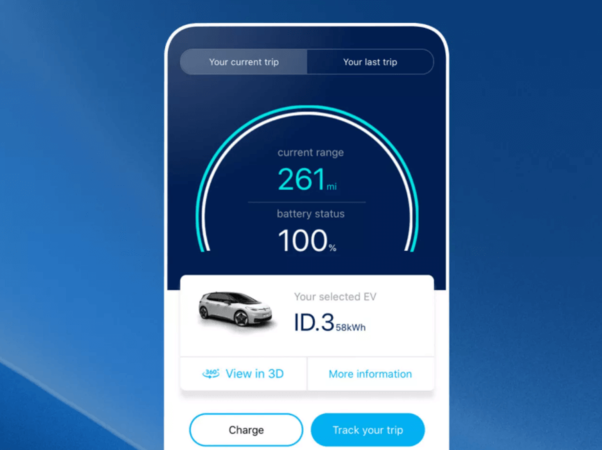 Your current trip
Your last trip
current range
261 mi
battery status
100%
Your selected EV
ID.3 58kWh
360°
View in 3D
More information
Charge
Track your trip